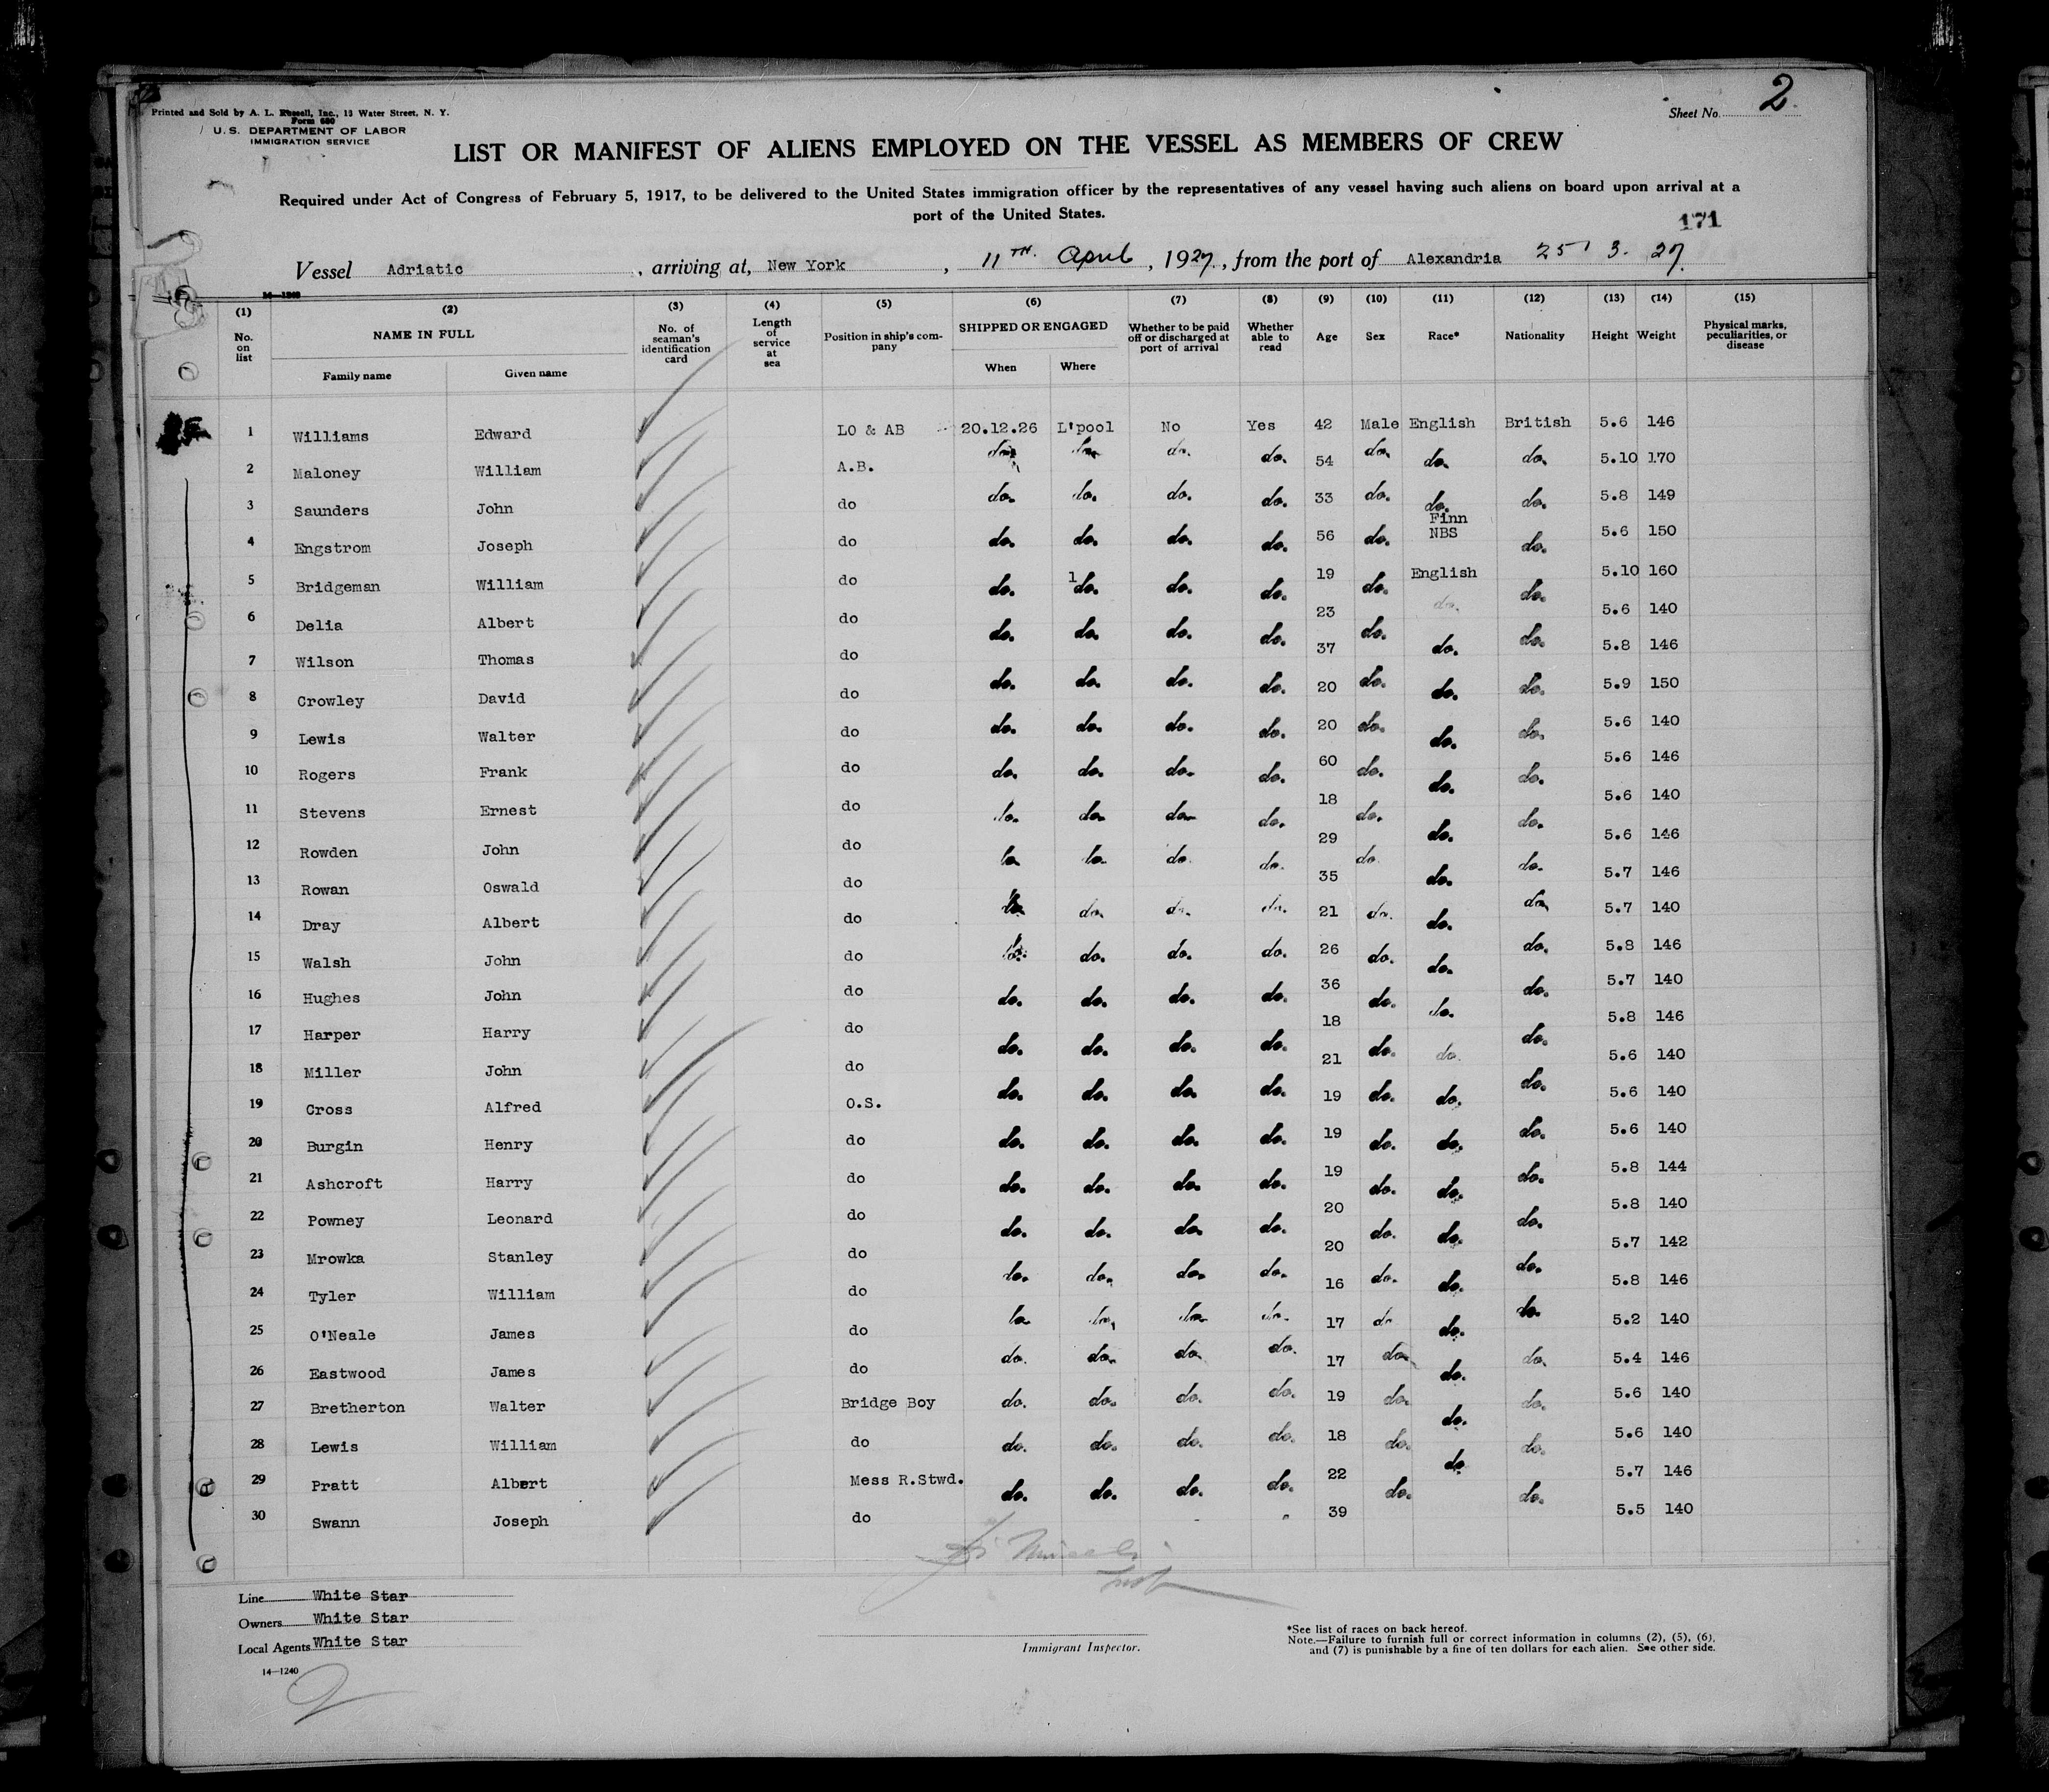 Printed and Sold by A. L. Russell, Inc., 13 Water Street, N. Y.
Form 680
U. S. DEPARTMENT OF LABOR
IMMIGRATION SERVICE
Sheet No. 2
LIST OR MANIFEST OF ALIENS EMPLOYED ON THE VESSEL AS MEMBERS OF CREW
Required under Act of Congress of February 5, 1917, to be delivered to the United States immigration officer by the representatives of any vessel having such aliens on board upon arrival at a
port of the United States.
171
Vessel Adriatic, arriving at, New York, 11TH. April, 1927, from the port of Alexandria 25 3. 27.
14—1240
(1) (2) (3) (4) (5) (6) (7) (8) (9) (10) (11) (12) (13) (14) (15)
No. on list NAME IN FULL Family name Given name No. of seaman's identification card Length of service at sea Position in ship's company SHIPPED OR ENGAGED When Where Whether to be paid off or discharged at port of arrival Whether able to read Age Sex Race* Nationality Height Weight Physical marks, peculiarities, or disease
1 Williams Edward LO & AB 20.12.26 L'pool No Yes 42 Male English British 5.6 146
2 Maloney William A.B. do. do. do. do. 54 do. do. do. 5.10 170
3 Saunders John do do. do. do. do. 33 do. do. do. 5.8 149
4 Engstrom Joseph do do. do. do. do. 56 do. Finn NBS do. 5.6 150
5 Bridgeman William do do. do. do. do. 19 do. English do. 5.10 160
6 Delia Albert do do. do. do. do. 23 do. do. do. 5.6 140
7 Wilson Thomas do do. do. do. do. 37 do. do. do. 5.8 146
8 Crowley David do do. do. do. do. 20 do. do. do. 5.9 150
9 Lewis Walter do do. do. do. do. 20 do. do. do. 5.6 140
10 Rogers Frank do do. do. do. do. 60 do. do. do. 5.6 146
11 Stevens Ernest do do. do. do. do. 18 do. do. do. 5.6 140
12 Rowden John do do. do. do. do. 29 do. do. do. 5.6 146
13 Rowan Oswald do do. do. do. do. 35 do. do. do. 5.7 146
14 Dray Albert do do. do. do. do. 21 do. do. do. 5.7 140
15 Walsh John do do. do. do. do. 26 do. do. do. 5.8 146
16 Hughes John do do. do. do. do. 36 do. do. do. 5.7 140
17 Harper Harry do do. do. do. do. 18 do. do. do. 5.8 146
18 Miller John do do. do. do. do. 21 do. do. do. 5.6 140
19 Cross Alfred O.S. do. do. do. do. 19 do. do. do. 5.6 140
20 Burgin Henry do do. do. do. do. 19 do. do. do. 5.6 140
21 Ashcroft Harry do do. do. do. do. 19 do. do. do. 5.8 144
22 Powney Leonard do do. do. do. do. 20 do. do. do. 5.8 140
23 Mrowka Stanley do do. do. do. do. 20 do. do. do. 5.7 142
24 Tyler William do do. do. do. do. 16 do. do. do. 5.8 146
25 O'Neale James do do. do. do. do. 17 do. do. do. 5.2 140
26 Eastwood James do do. do. do. do. 17 do. do. do. 5.4 146
27 Bretherton Walter Bridge Boy do. do. do. do. 19 do. do. do. 5.6 140
28 Lewis William do do. do. do. do. 18 do. do. do. 5.6 140
29 Pratt Albert Mess R.Stwd. do. do. do. do. 22 do. do. do. 5.7 146
30 Swann Joseph do 39 5.5 140
Line White Star
Owners White Star
Local Agents White Star
14—1240
Immigrant Inspector.
*See list of races on back hereof.
Note.—Failure to furnish full or correct information in columns (2), (5), (6),
and (7) is punishable by a fine of ten dollars for each alien. See other side.